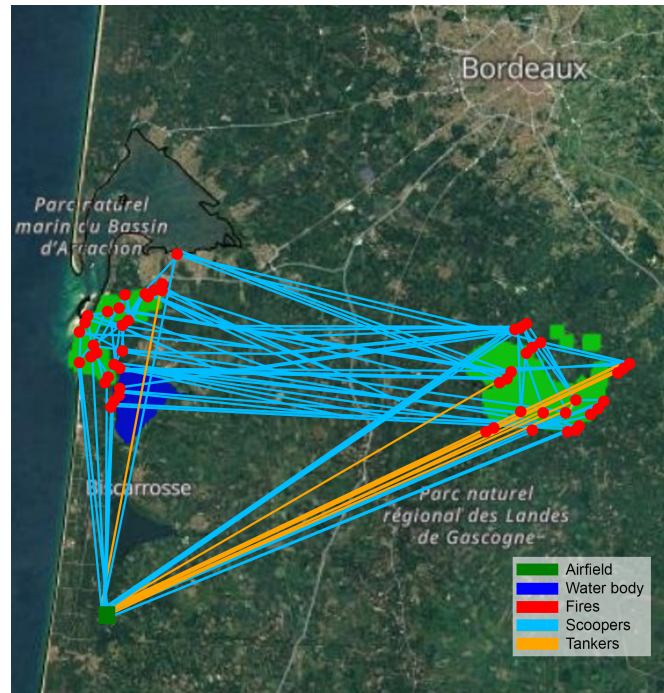 Bordeaux
Parc naturel
marin du Bassin
d'Arcachon
Biscarrosse
Parc naturel
régional des Landes
de Gascogne
Airfield
Water body
Fires
Scoopers
Tankers